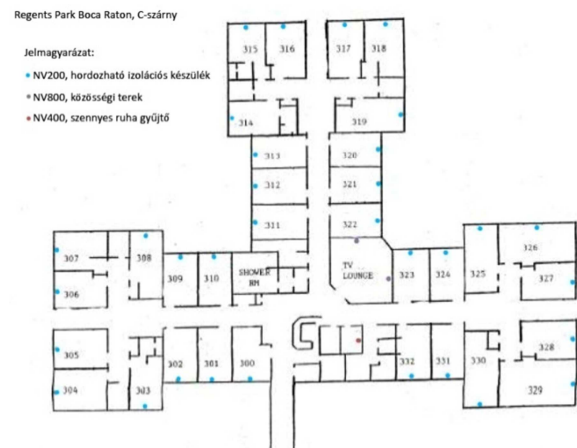 Regents Park Boca Raton, C-szárny
Jelmagyarázat:
NV200, hordozható izolációs készülék
NV800, közösségi terek
NV400, szennyes ruha gyűjtő
315 316 317 318
314 319
313 320
312 321
311 322
307 308 309 310 SHOWER RM TV LOUNGE 323 324 325 326
306 327
305 328
304 303 302 301 300 332 331 330 329